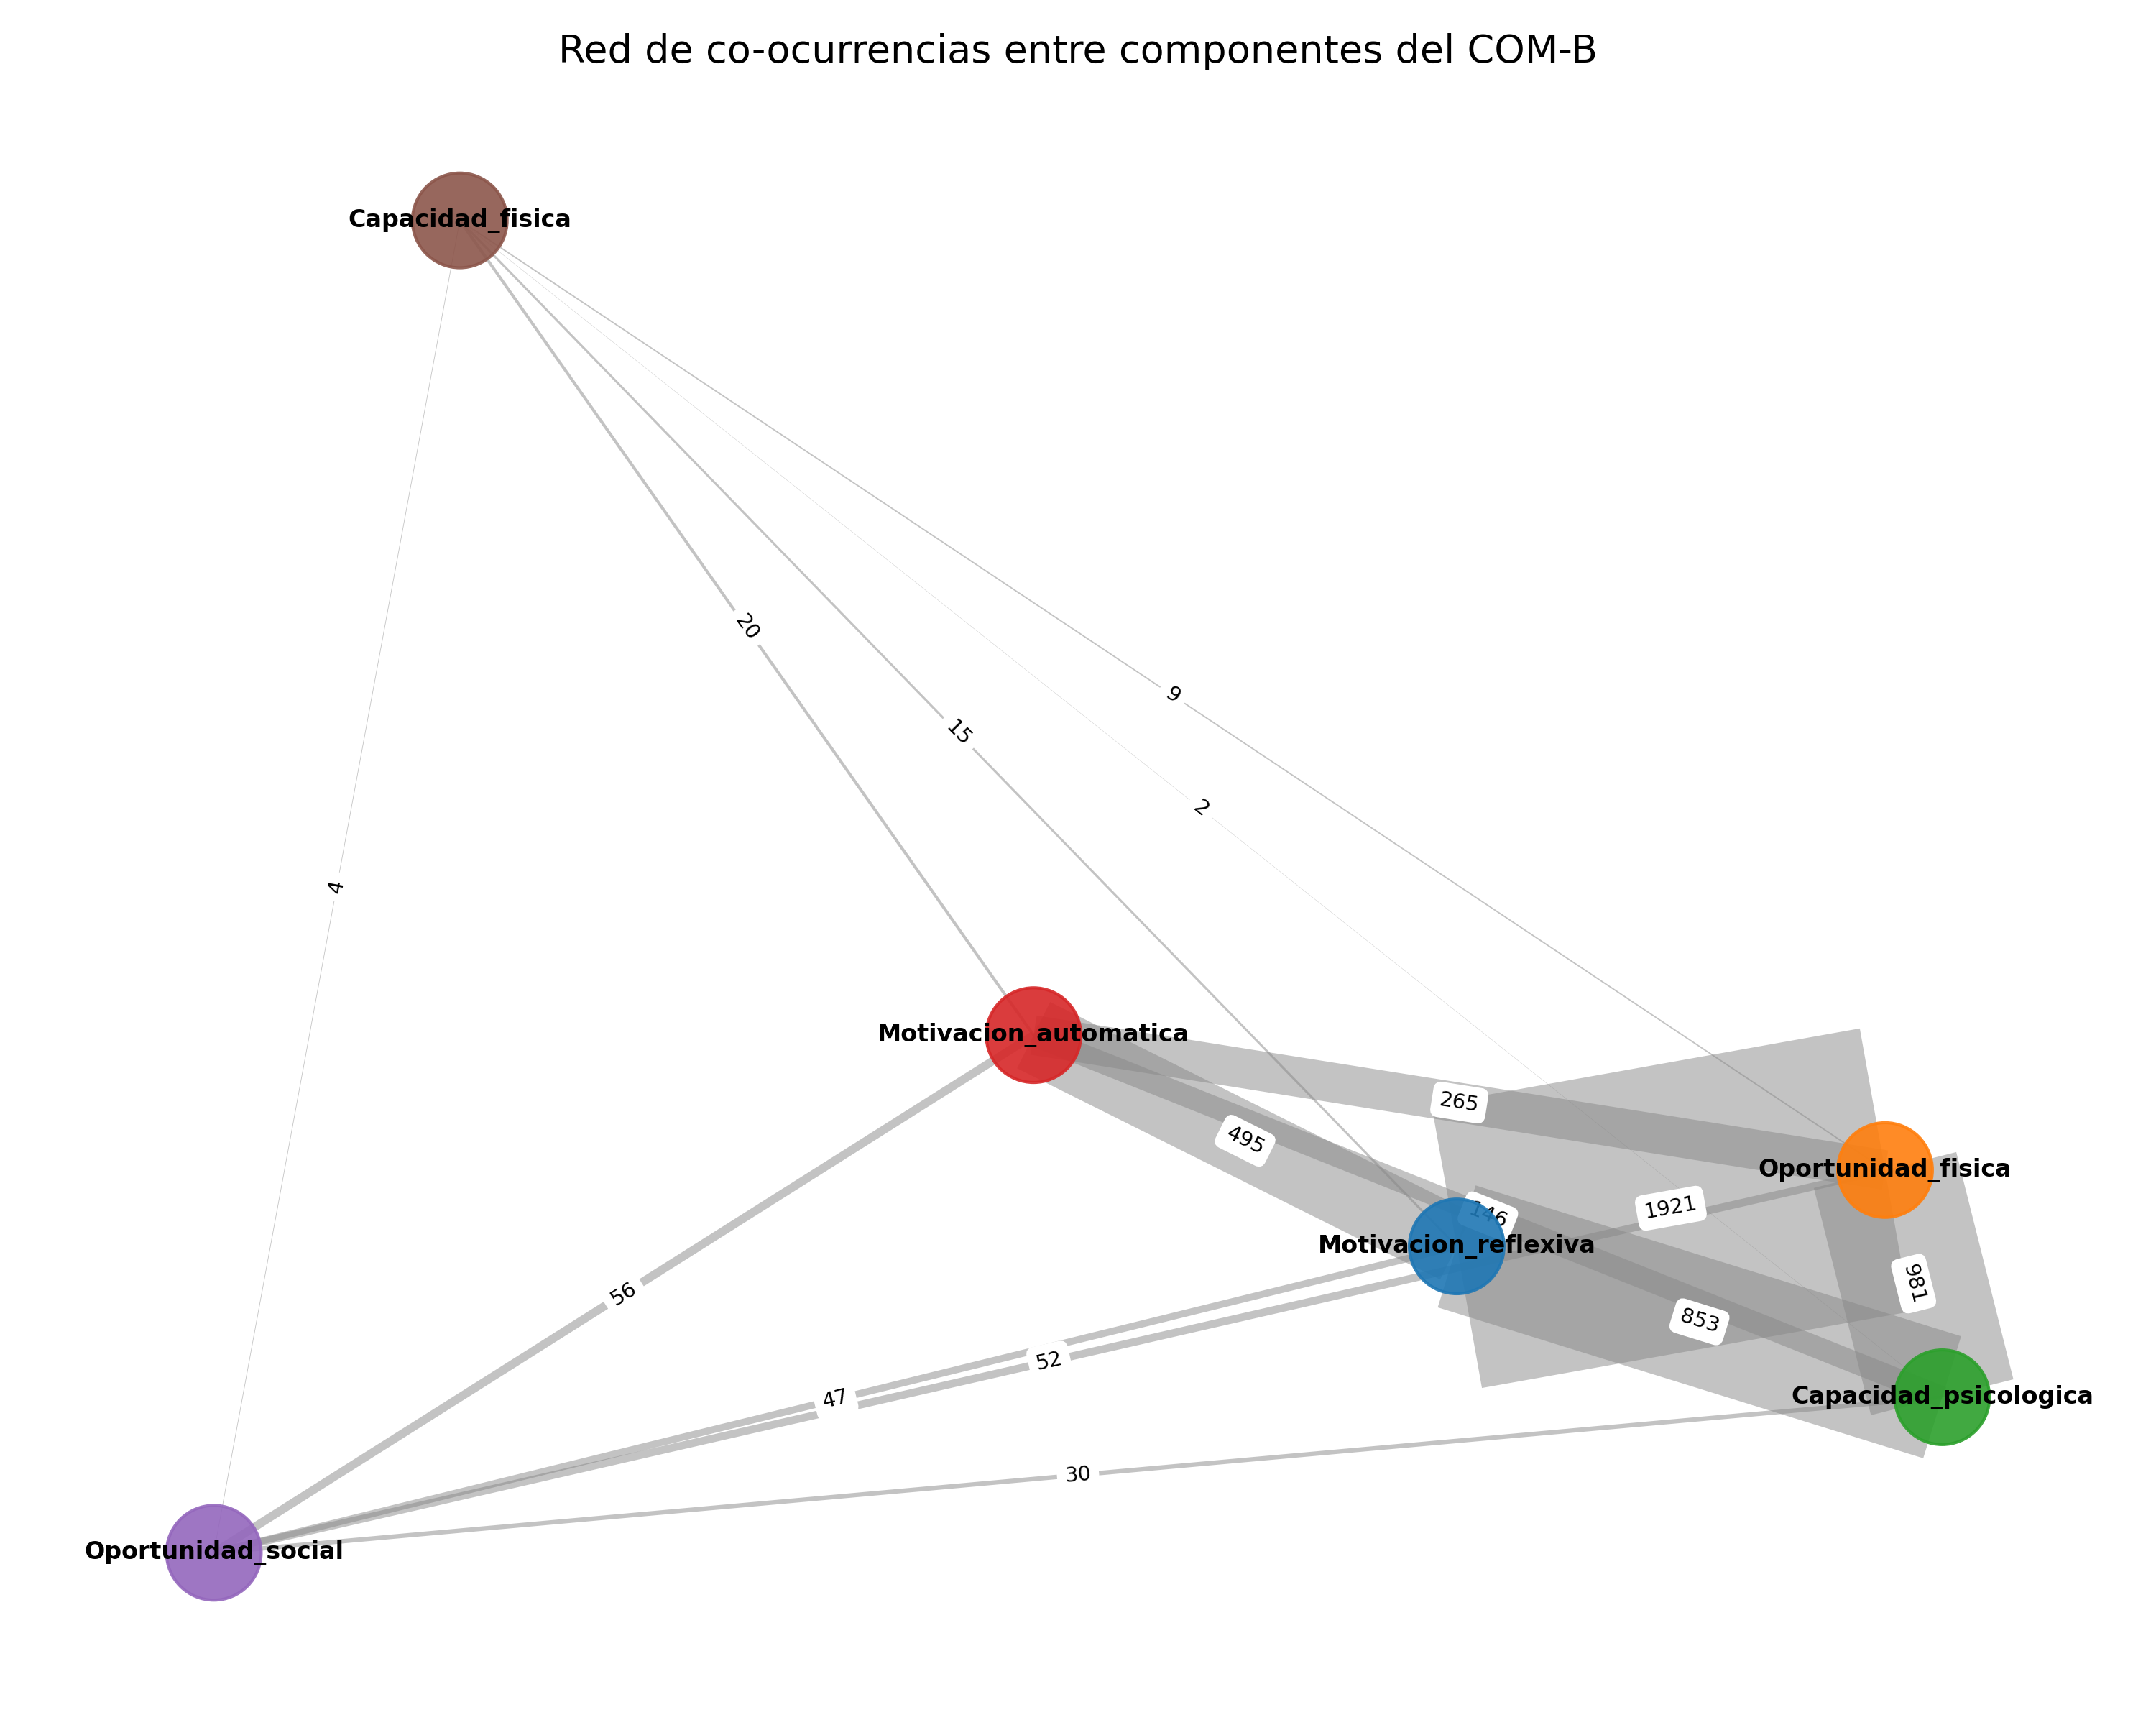 Red de co-ocurrencias entre componentes del COM-B
Capacidad_fisica
20
9
15
2
4
Motivacion_automatica
265
495
Oportunidad_fisica
1921
146
Motivacion_reflexiva
981
56
853
52
47
Capacidad_psicologica
30
Oportunidad_social